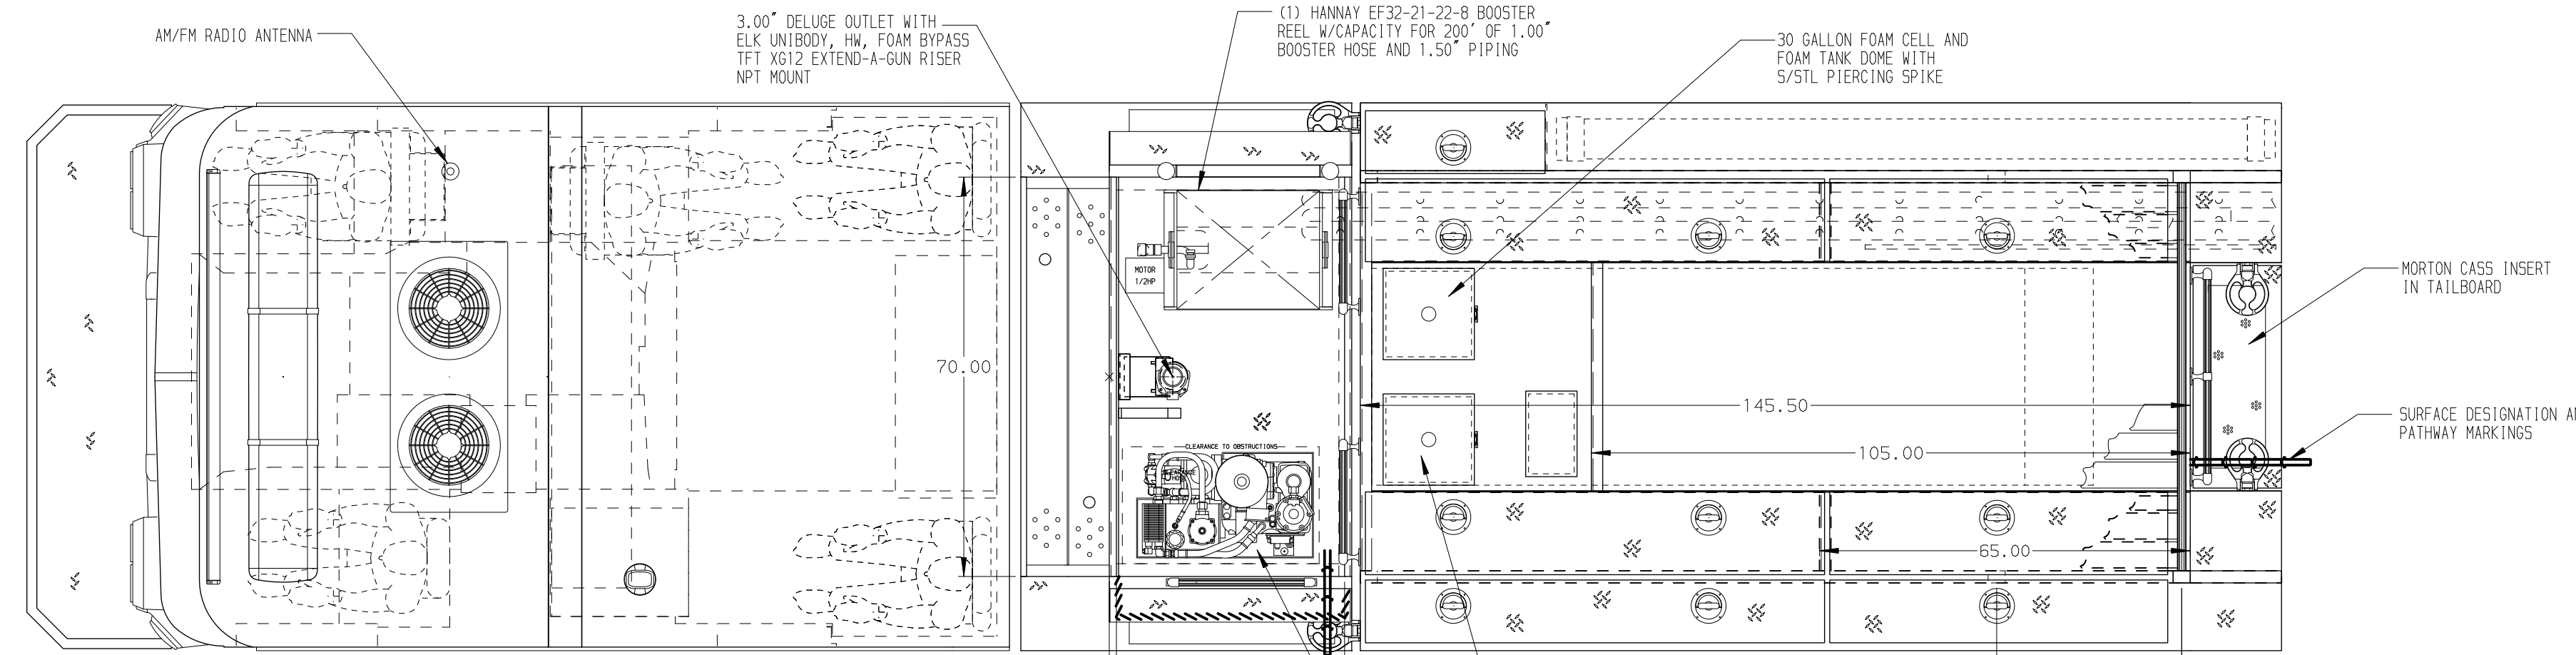 AM/FM RADIO ANTENNA
3.00" DELUGE OUTLET WITH
ELK UNIBODY, HW, FOAM BYPASS
TFT XG12 EXTEND-A-GUN RISER
NPT MOUNT
(1) HANNAY EF32-21-22-8 BOOSTER
REEL W/CAPACITY FOR 200' OF 1.00"
BOOSTER HOSE AND 1.50" PIPING
30 GALLON FOAM CELL AND
FOAM TANK DOME WITH
S/STL PIERCING SPIKE
MOTOR
1/2HP
MORTON CASS INSERT
IN TAILBOARD
70.00
145.50
SURFACE DESIGNATION
PATHWAY MARKINGS
CLEARANCE TO OBSTRUCTIONS
105.00
65.00